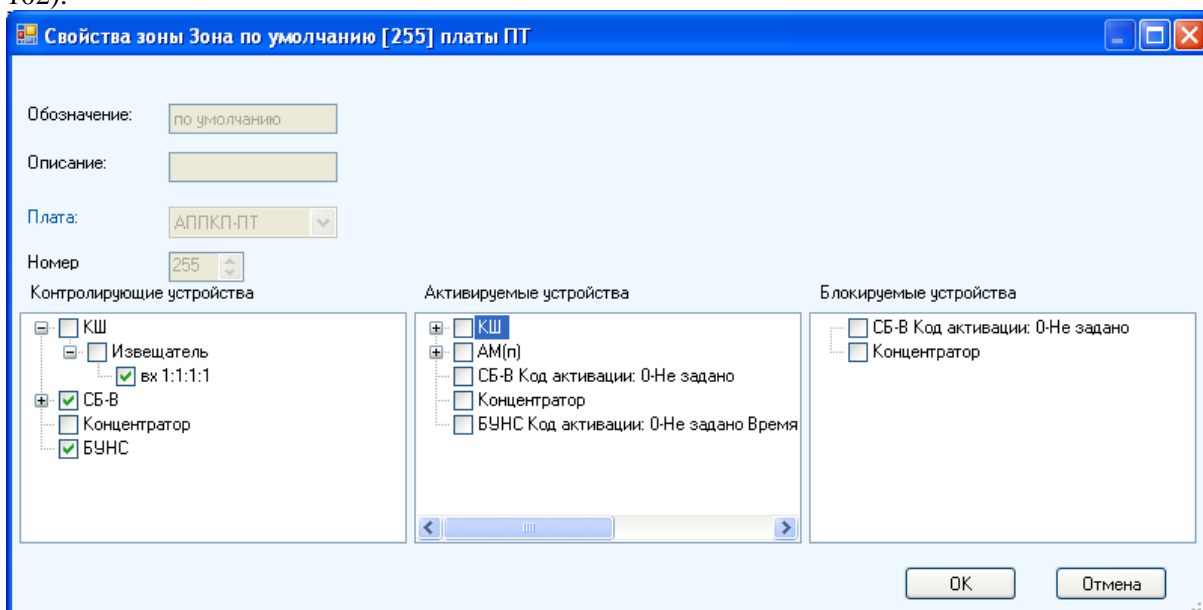 102).
Свойства зоны Зона по умолчанию [255] платы ПТ
Обозначение: по умолчанию
Описание:
Плата: АППКП-ПТ
Номер 255
Контролирующие устройства
КШ
Извещатель
вх 1:1:1:1
СБ-В
Концентратор
БУНС
Активируемые устройства
КШ
АМ(п)
СБ-В Код активации: 0-Не задано
Концентратор
БУНС Код активации: 0-Не задано Время
Блокируемые устройства
СБ-В Код активации: 0-Не задано
Концентратор
ОК
Отмена